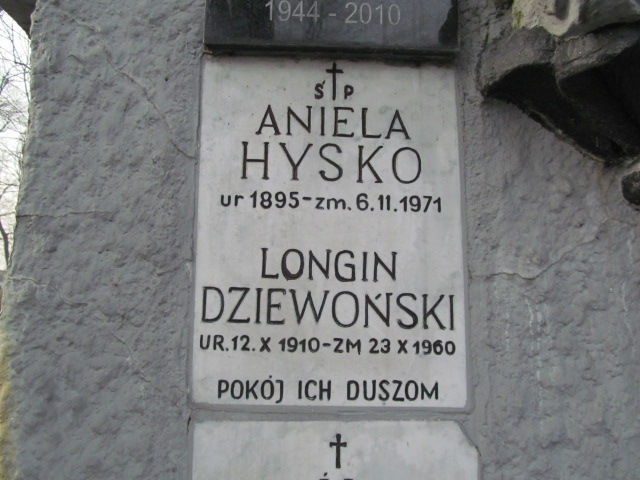 1944 - 2010
Ś P
ANIELA
HYSKO
ur 1895-zm. 6.11.1971
LONGIN
DZIEWOŃSKI
UR. 12. X 1910-ZM 23 X 1960
POKÓJ ICH DUSZOM